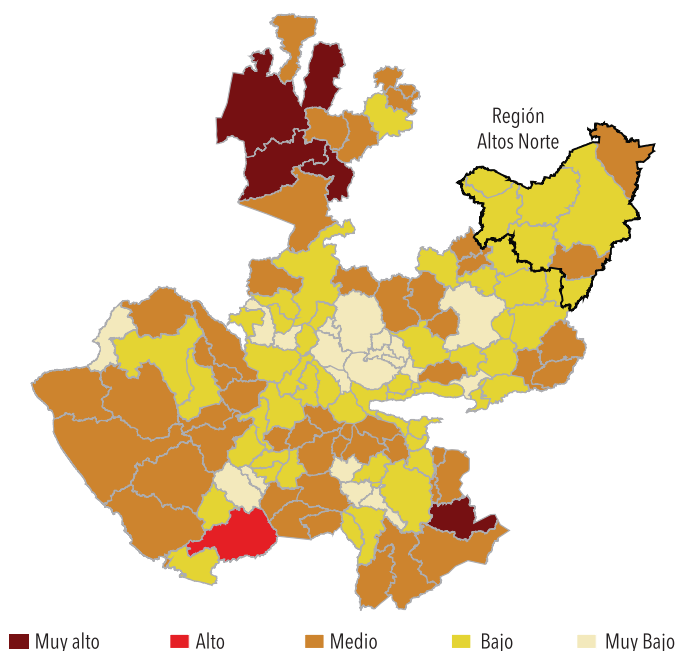 Región
Altos Norte
Muy alto
Alto
Medio
Bajo
Muy Bajo